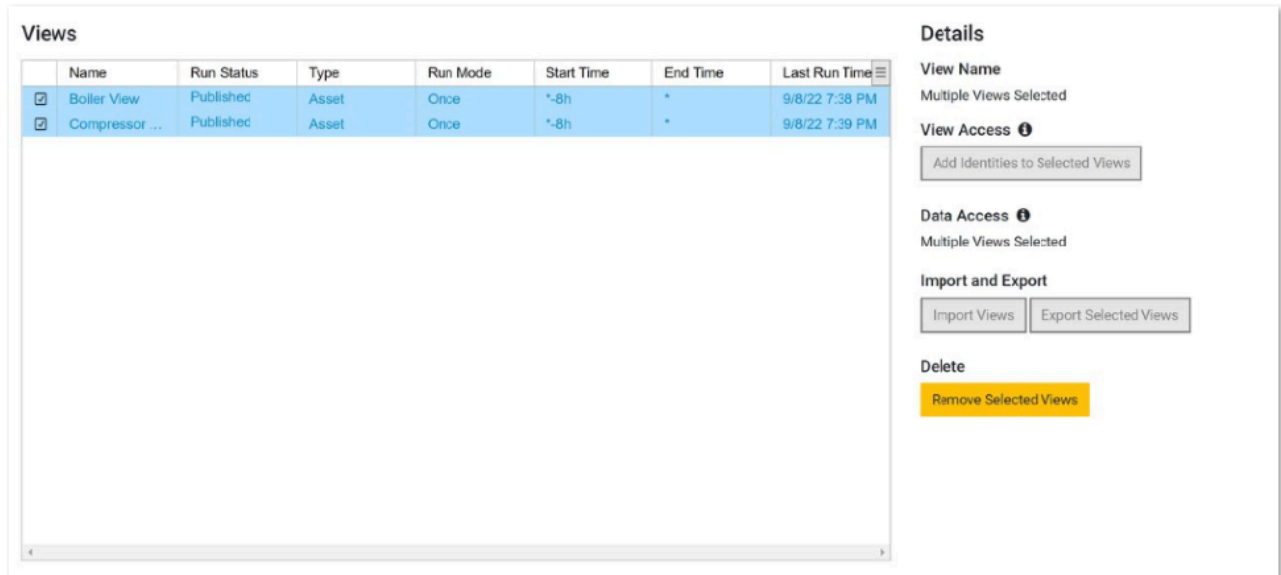 Views
Name Run Status Type Run Mode Start Time End Time Last Run Time
Boiler View Published Asset Once *-8h * 9/8/22 7:38 PM
Compressor ... Published Asset Once *-8h * 9/8/22 7:39 PM
Details
View Name
Multiple Views Selected
View Access
Add Identities to Selected Views
Data Access
Multiple Views Selected
Import and Export
Import Views Export Selected Views
Delete
Remove Selected Views